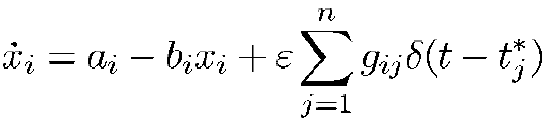 ẋ_i = a_i − b_i x_i + ε ∑_{j=1}^{n} g_{ij} δ(t − t_j^*)